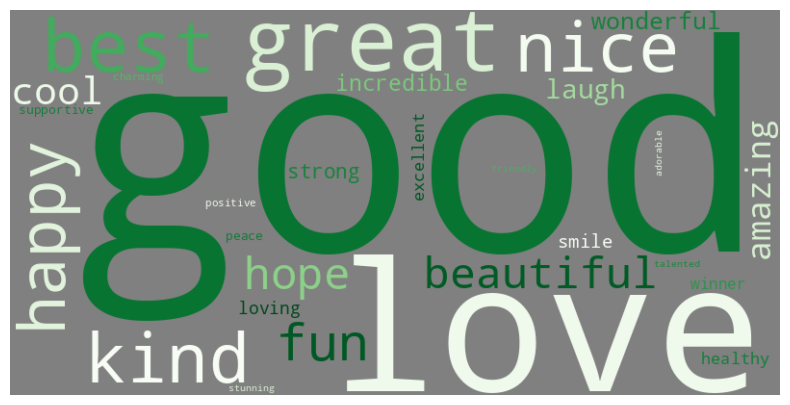 best
great
nice
wonderful
charming
cool
incredible
laugh
supportive
good
strong
excellent
adorable
amazing
happy
positive
peace
smile
hope
beautiful
talented
winner
loving
love
fun
kind
healthy
stunning